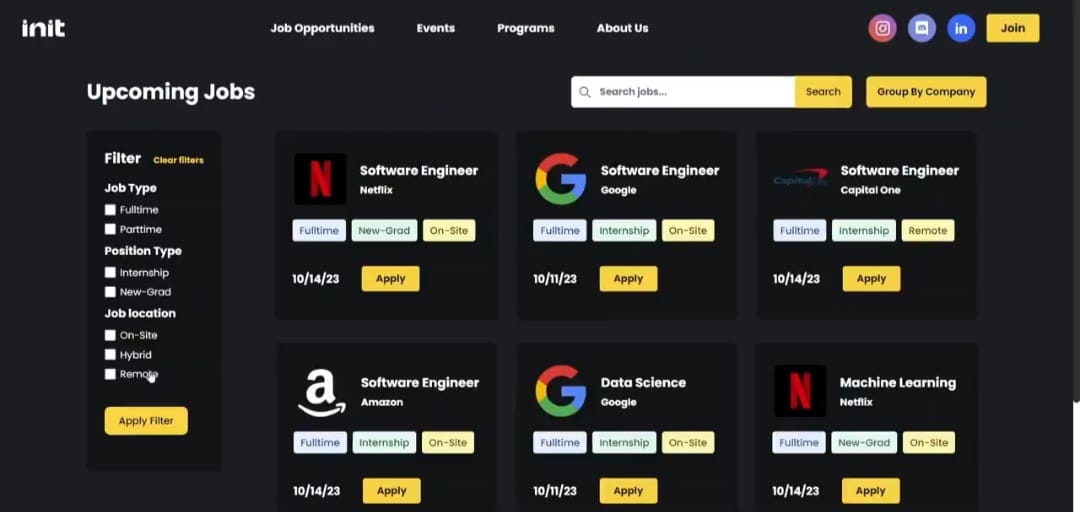 init
Job Opportunities
Events
Programs
About Us
in
Join
Upcoming Jobs
Search jobs...
Search
Group By Company
Filter
Clear filters
Job Type
Fulltime
Parttime
Position Type
Internship
New-Grad
Job location
On-Site
Hybrid
Remote
Apply Filter
N
Software Engineer
Netflix
Fulltime
New-Grad
On-Site
10/14/23
Apply
G
Software Engineer
Google
Fulltime
Internship
On-Site
10/11/23
Apply
Capital One
Software Engineer
Capital One
Fulltime
Internship
Remote
10/14/23
Apply
a
Software Engineer
Amazon
Fulltime
Internship
On-Site
10/14/23
Apply
G
Data Science
Google
Fulltime
Internship
On-Site
10/11/23
Apply
N
Machine Learning
Netflix
Fulltime
New-Grad
On-Site
10/14/23
Apply